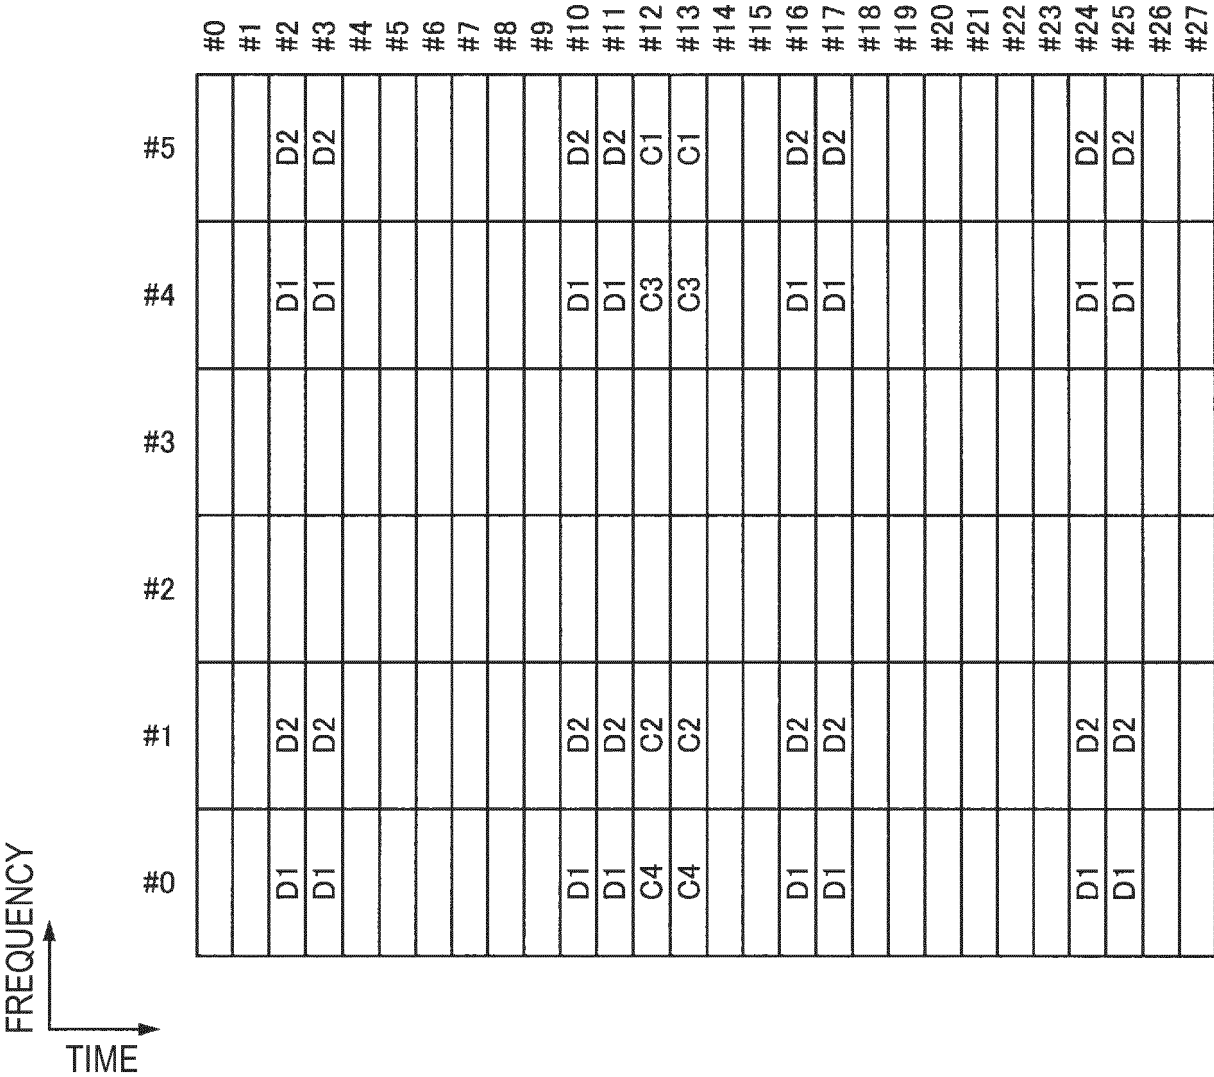 #0 #1 #2 #3 #4 #5 #6 #7 #8 #9 #10 #11 #12 #13 #14 #15 #16 #17 #18 #19 #20 #21 #22 #23 #24 #25 #26 #27
#5 D2 D2 D2 D2 C1 C1 D2 D2 D2 D2
#4 D1 D1 D1 D1 C3 C3 D1 D1 D1 D1
#3
#2
#1 D2 D2 D2 D2 C2 C2 D2 D2 D2 D2
#0 D1 D1 D1 D1 C4 C4 D1 D1 D1 D1
FREQUENCY
TIME